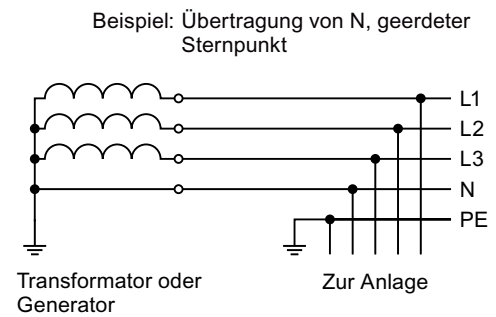 Beispiel: Übertragung von N, geerdeter
Sternpunkt
L1
L2
L3
N
PE
Transformator oder
Generator
Zur Anlage